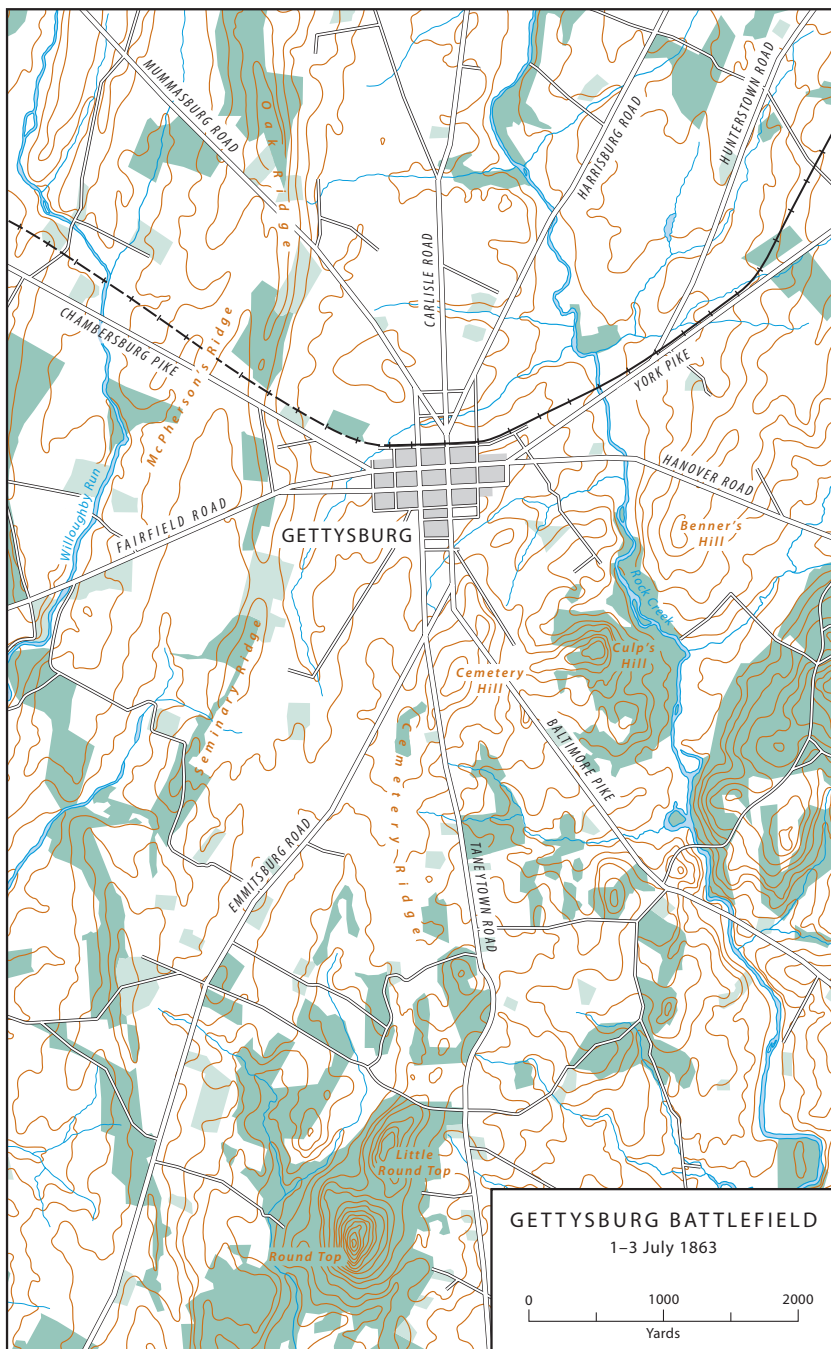 MUMMASBURG ROAD
Oak Ridge
HARRISBURG ROAD
HUNTERSTOWN ROAD
CARLISLE ROAD
CHAMBERSBURG PIKE
McPherson's Ridge
YORK PIKE
Willoughby Run
FAIRFIELD ROAD
HANOVER ROAD
GETTYSBURG
Benner's
Hill
Rock Creek
Culp's
Hill
Cemetery
Hill
Seminary Ridge
Cemetery Ridge
BALTIMORE PIKE
EMMITSBURG ROAD
TANEYTOWN ROAD
Little
Round Top
Round Top
GETTYSBURG BATTLEFIELD
1–3 July 1863
0 1000 2000
Yards